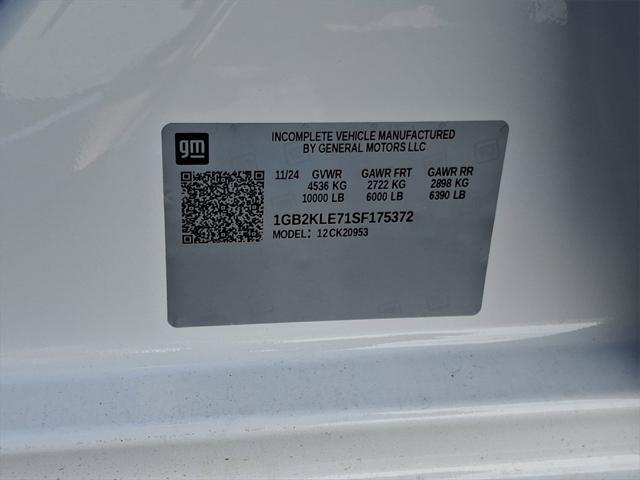 gm
INCOMPLETE VEHICLE MANUFACTURED
BY GENERAL MOTORS LLC
11/24 GVWR GAWR FRT GAWR RR
4536 KG 2722 KG 2898 KG
10000 LB 6000 LB 6390 LB
1GB2KLE71SF175372
MODEL: 12CK20953